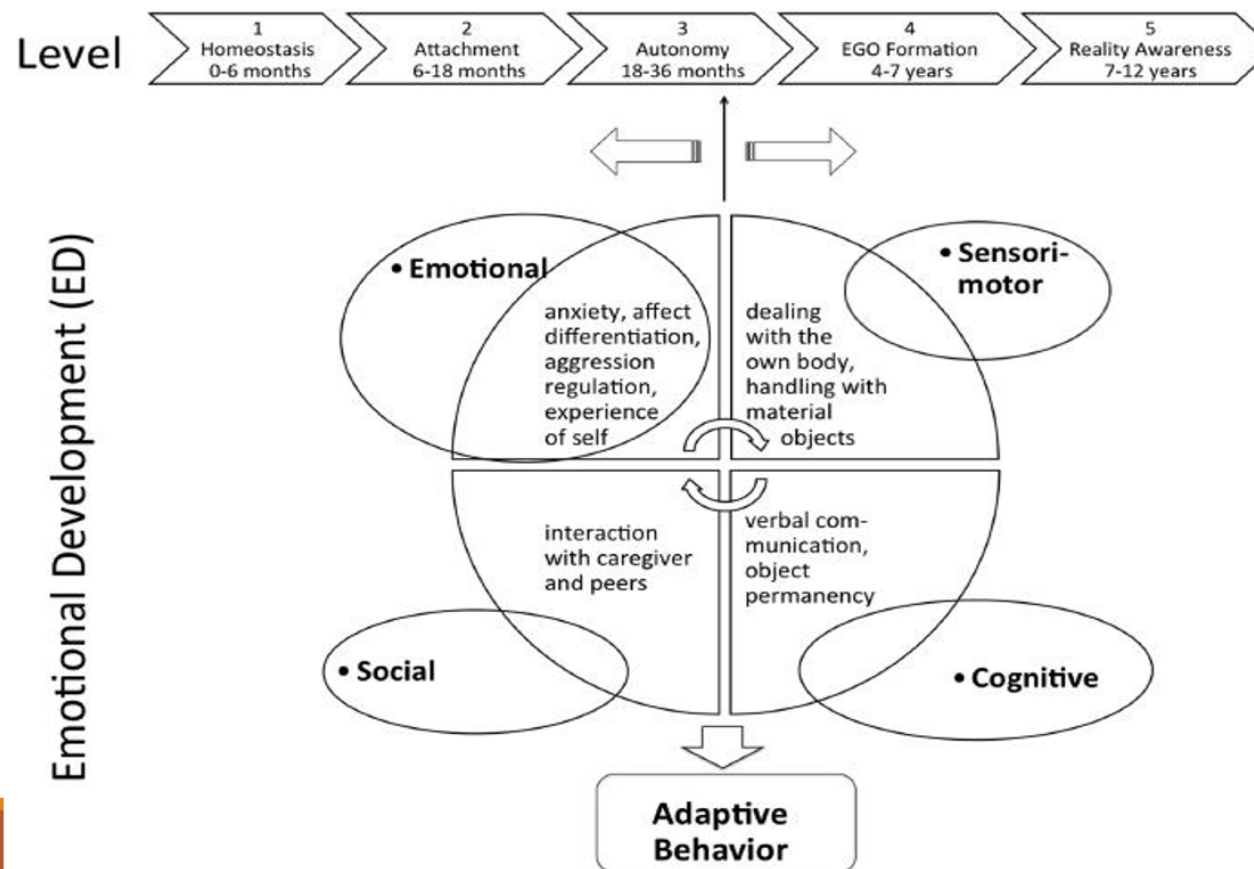 Level
1
Homeostasis
0-6 months
2
Attachment
6-18 months
3
Autonomy
18-36 months
4
EGO Formation
4-7 years
5
Reality Awareness
7-12 years
Emotional Development (ED)
• Emotional
anxiety, affect
differentiation,
aggression
regulation,
experience
of self
• Sensori-
motor
dealing
with the
own body,
handling with
material
objects
interaction
with caregiver
and peers
• Social
verbal com-
munication,
object
permanency
• Cognitive
Adaptive
Behavior